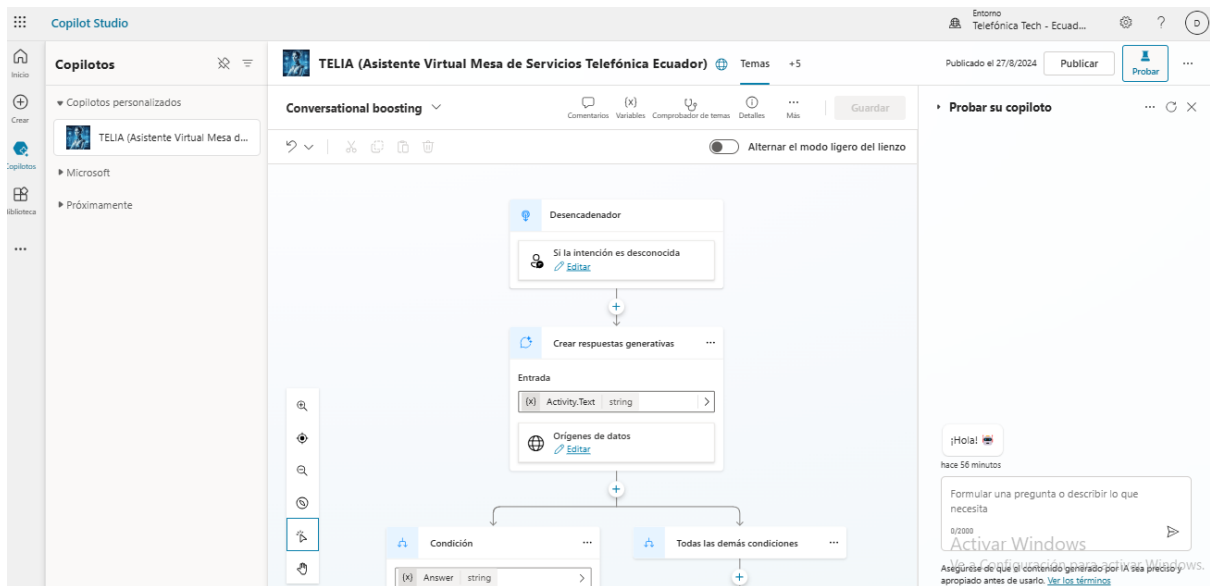 Copilot Studio
Entorno
Telefónica Tech - Ecuad...
?
D
Inicio
Crear
Copilotos
Biblioteca
Copilotos
Copilotos personalizados
TELIA (Asistente Virtual Mesa d...
Microsoft
Próximamente
TELIA (Asistente Virtual Mesa de Servicios Telefónica Ecuador)
Temas
+5
Publicado el 27/8/2024
Publicar
Probar
Conversational boosting
Comentarios
(x)
Variables
Comprobador de temas
Detalles
Más
Guardar
Alternar el modo ligero del lienzo
Desencadenador
Si la intención es desconocida
Editar
Crear respuestas generativas
Entrada
(x) Activity.Text string
Orígenes de datos
Editar
Condición
Todas las demás condiciones
(x) Answer string
Probar su copiloto
¡Hola!
hace 56 minutos
Formular una pregunta o describir lo que
necesita
0/2000
Activar Windows
Ve a Configuración para activar Windows.
Asegúrese de que el contenido generado por IA sea preciso y
apropiado antes de usarlo. Ver los términos